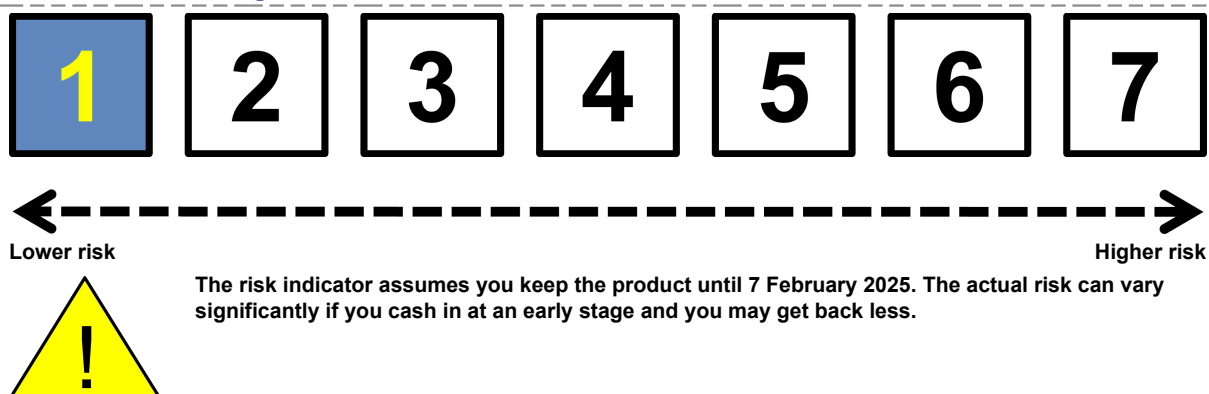 1 2 3 4 5 6 7
Lower risk Higher risk
The risk indicator assumes you keep the product until 7 February 2025. The actual risk can vary
significantly if you cash in at an early stage and you may get back less.
!